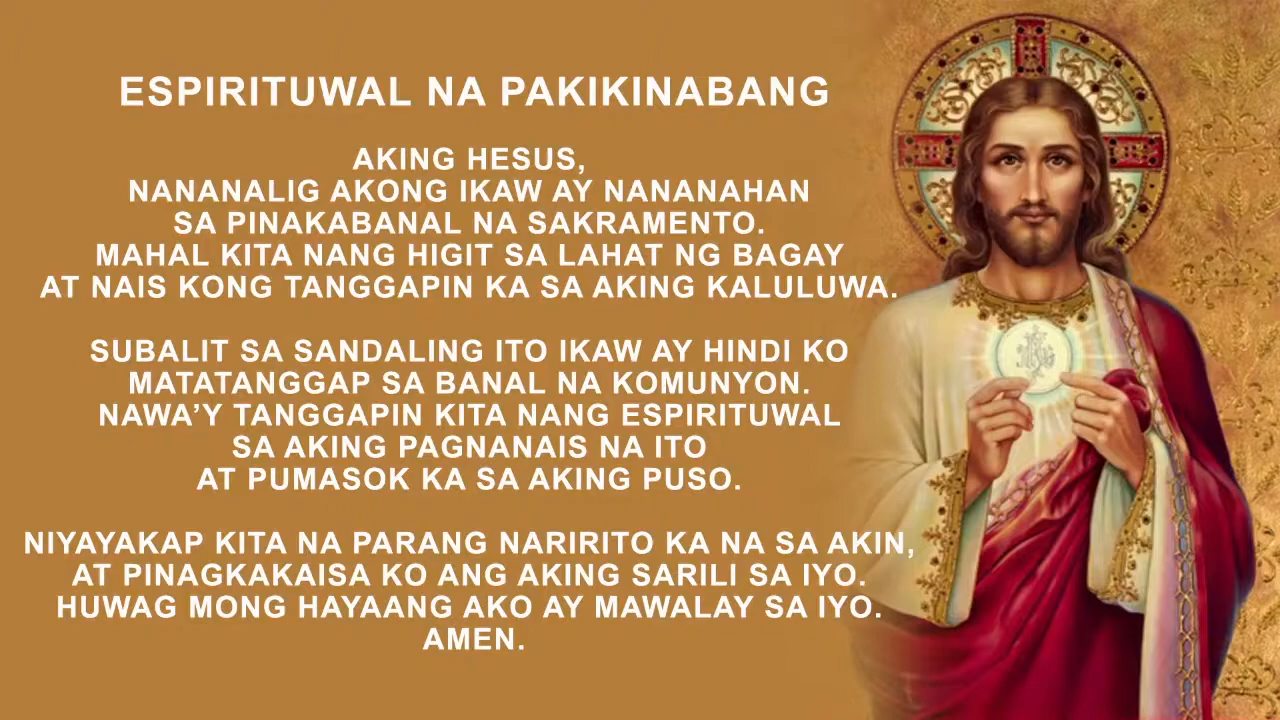 ESPIRITUWAL NA PAKIKINABANG
AKING HESUS,
NANANALIG AKONG IKAW AY NANANAHAN
SA PINAKABANAL NA SAKRAMENTO.
MAHAL KITA NANG HIGIT SA LAHAT NG BAGAY
AT NAIS KONG TANGGAPIN KA SA AKING KALULUWA.
SUBALIT SA SANDALING ITO IKAW AY HINDI KO
MATATANGGAP SA BANAL NA KOMUNYON.
NAWA’Y TANGGAPIN KITA NANG ESPIRITUWAL
SA AKING PAGNANAIS NA ITO
AT PUMASOK KA SA AKING PUSO.
NIYAYAKAP KITA NA PARANG NARIRITO KA NA SA AKIN,
AT PINAGKAKAISA KO ANG AKING SARILI SA IYO.
HUWAG MONG HAYAANG AKO AY MAWALAY SA IYO.
AMEN.